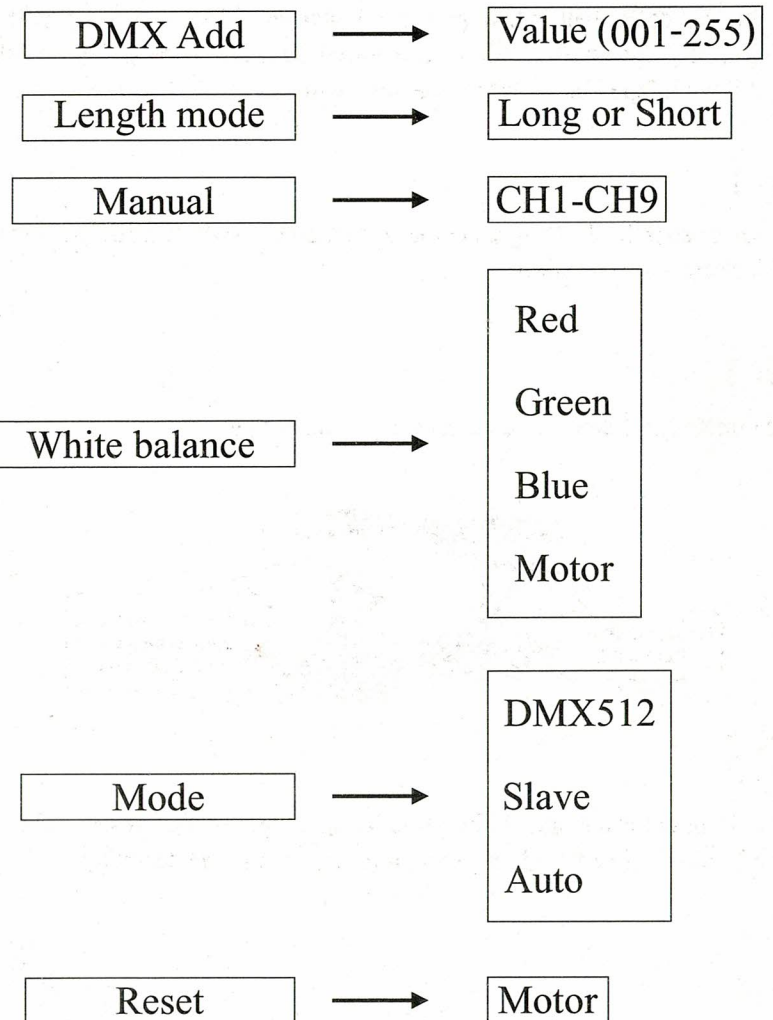 DMX Add Value (001-255)
Length mode Long or Short
Manual CH1-CH9
White balance
Red
Green
Blue
Motor
Mode
DMX512
Slave
Auto
Reset Motor